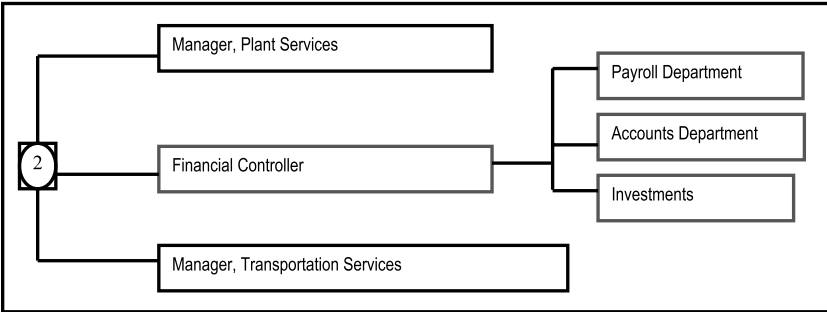 Manager, Plant Services
Payroll Department
Accounts Department
2
Financial Controller
Investments
Manager, Transportation Services